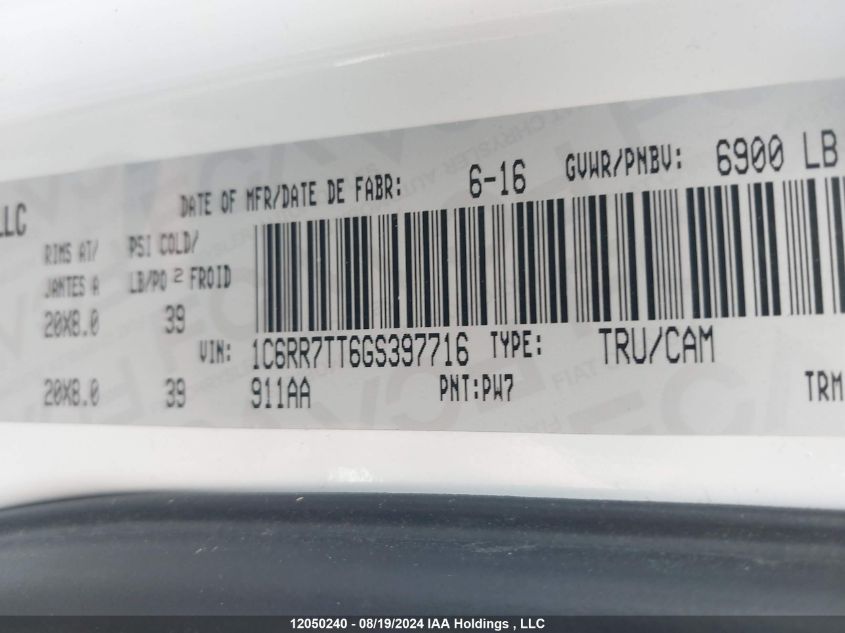 LLC
DATE OF MFR/DATE DE FABR: 6-16 GVWR/PNBV: 6900 LB
RIMS AT/ PSI COLD/
JANTES A LB/PO 2 FROID
20X8.0 39
VIN: 1C6RR7TT6GS397716 TYPE: TRU/CAM
20X8.0 39 911AA PNT:PW7 TRM
12050240 - 08/19/2024 IAA Holdings , LLC